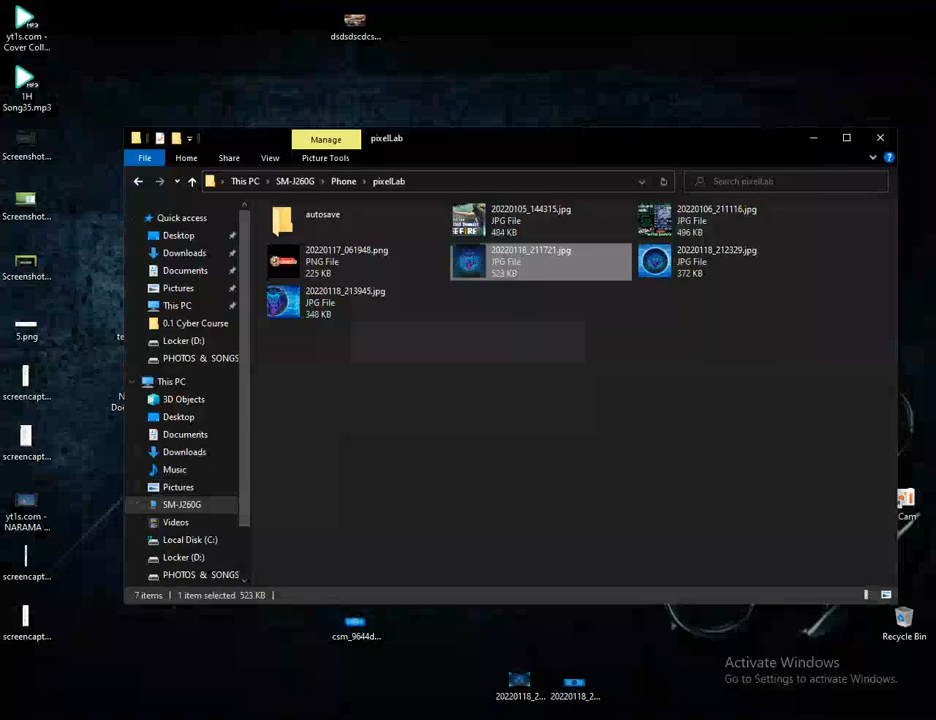 yt1s.com -
Cover Coll...
1H
Song35.mp3
Screenshot...
Screenshot...
Screenshot...
5.png
screencapt...
screencapt...
yt1s.com -
NARAMA ...
screencapt...
screencapt...
dsdsdscdcs...
Manage
pixelLab
File
Home
Share
View
Picture Tools
This PC
SM-J260G
Phone
pixelLab
Search pixelLab
Quick access
Desktop
Downloads
Documents
Pictures
This PC
0.1 Cyber Course
Locker (D:)
PHOTOS & SONGS
This PC
3D Objects
Desktop
Documents
Downloads
Music
Pictures
SM-J260G
Videos
Local Disk (C:)
Locker (D:)
PHOTOS & SONGS
autosave
20220105_144315.jpg
JPG File
484 KB
20220106_211116.jpg
JPG File
496 KB
20220117_061948.png
PNG File
225 KB
20220118_211721.jpg
JPG File
523 KB
20220118_212329.jpg
JPG File
372 KB
20220118_213945.jpg
JPG File
348 KB
7 items
1 item selected 523 KB
Cam
Recycle Bin
csm_9644d...
20220118_2...
20220118_2...
Activate Windows
Go to Settings to activate Windows.